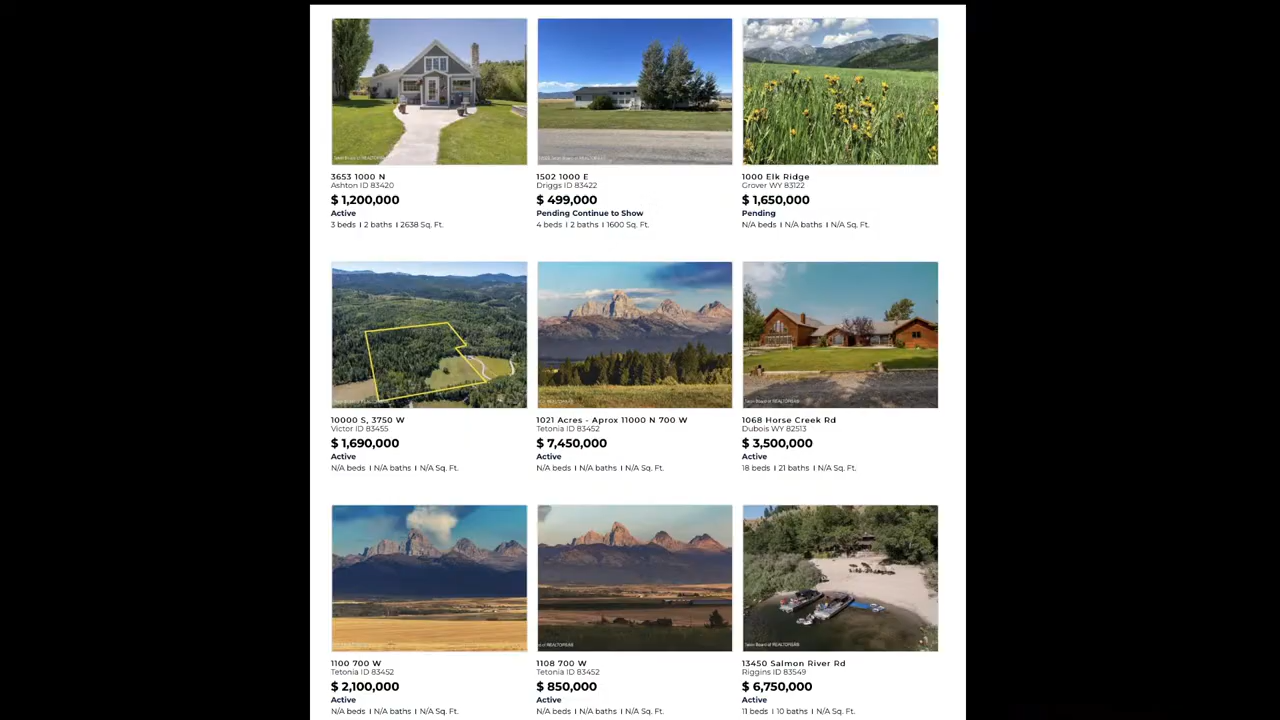 3653 1000 N
Ashton ID 83420
$ 1,200,000
Active
3 beds I 2 baths I 2638 Sq. Ft.
1502 1000 E
Driggs ID 83422
$ 499,000
Pending Continue to Show
4 beds I 2 baths I 1600 Sq. Ft.
1000 Elk Ridge
Grover WY 83122
$ 1,650,000
Pending
N/A beds I N/A baths I N/A Sq. Ft.
10000 S, 3750 W
Victor ID 83455
$ 1,690,000
Active
N/A beds I N/A baths I N/A Sq. Ft.
1021 Acres - Aprox 11000 N 700 W
Tetonia ID 83452
$ 7,450,000
Active
N/A beds I N/A baths I N/A Sq. Ft.
1068 Horse Creek Rd
Dubois WY 82513
$ 3,500,000
Active
18 beds I 21 baths I N/A Sq. Ft.
1100 700 W
Tetonia ID 83452
$ 2,100,000
Active
N/A beds I N/A baths I N/A Sq. Ft.
1108 700 W
Tetonia ID 83452
$ 850,000
Active
N/A beds I N/A baths I N/A Sq. Ft.
13450 Salmon River Rd
Riggins ID 83549
$ 6,750,000
Active
11 beds I 10 baths I N/A Sq. Ft.